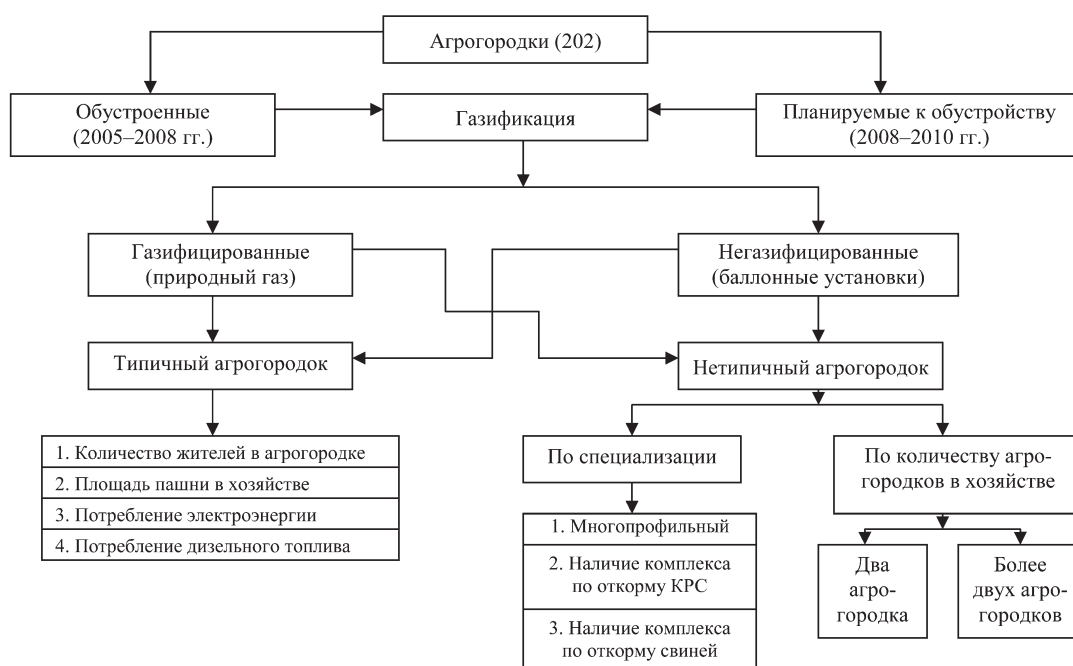 Агрогородки (202)
Обустроенные
(2005–2008 гг.)
Газификация
Планируемые к обустройству
(2008–2010 гг.)
Газифицированные
(природный газ)
Негазифицированные
(баллонные установки)
Типичный агрогородок
Нетипичный агрогородок
1. Количество жителей в агрогородке
2. Площадь пашни в хозяйстве
3. Потребление электроэнергии
4. Потребление дизельного топлива
По специализации
По количеству агро-
городков в хозяйстве
1. Многопрофильный
2. Наличие комплекса
по откорму КРС
3. Наличие комплекса
по откорму свиней
Два
агро-
городка
Более
двух агро-
городков